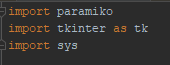 import paramiko
import tkinter as tk
import sys